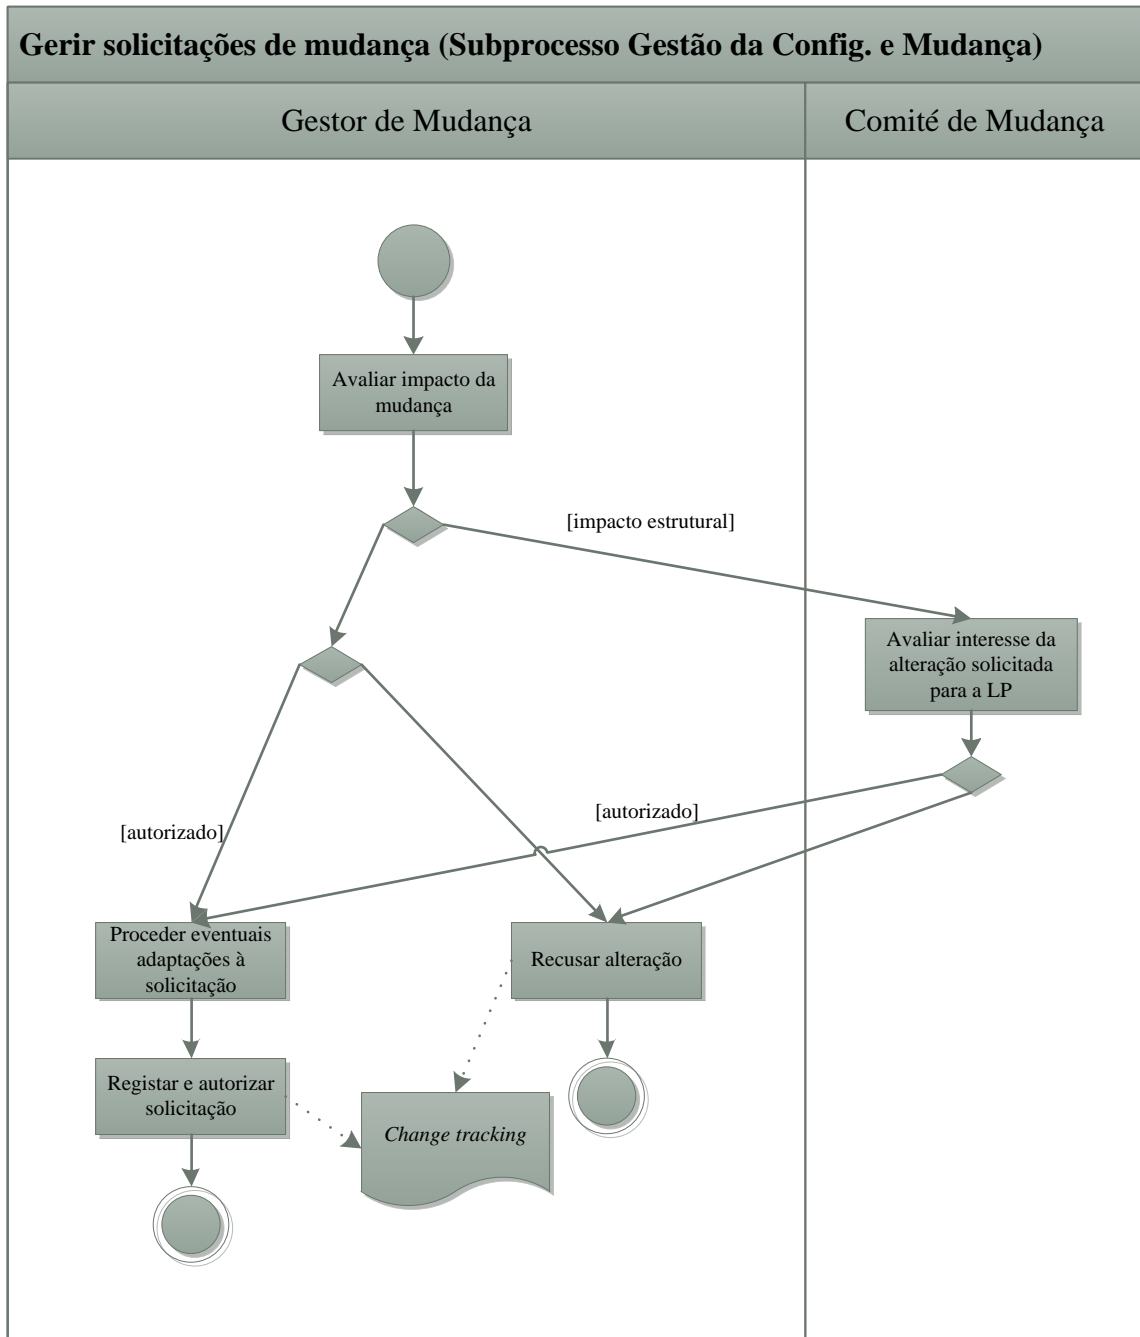 Gerir solicitações de mudança (Subprocesso Gestão da Config. e Mudança)
Gestor de Mudança
Comité de Mudança
Avaliar impacto da
mudança
[impacto estrutural]
Avaliar interesse da
alteração solicitada
para a LP
[autorizado]
[autorizado]
Proceder eventuais
adaptações à
solicitação
Recusar alteração
Registar e autorizar
solicitação
Change tracking